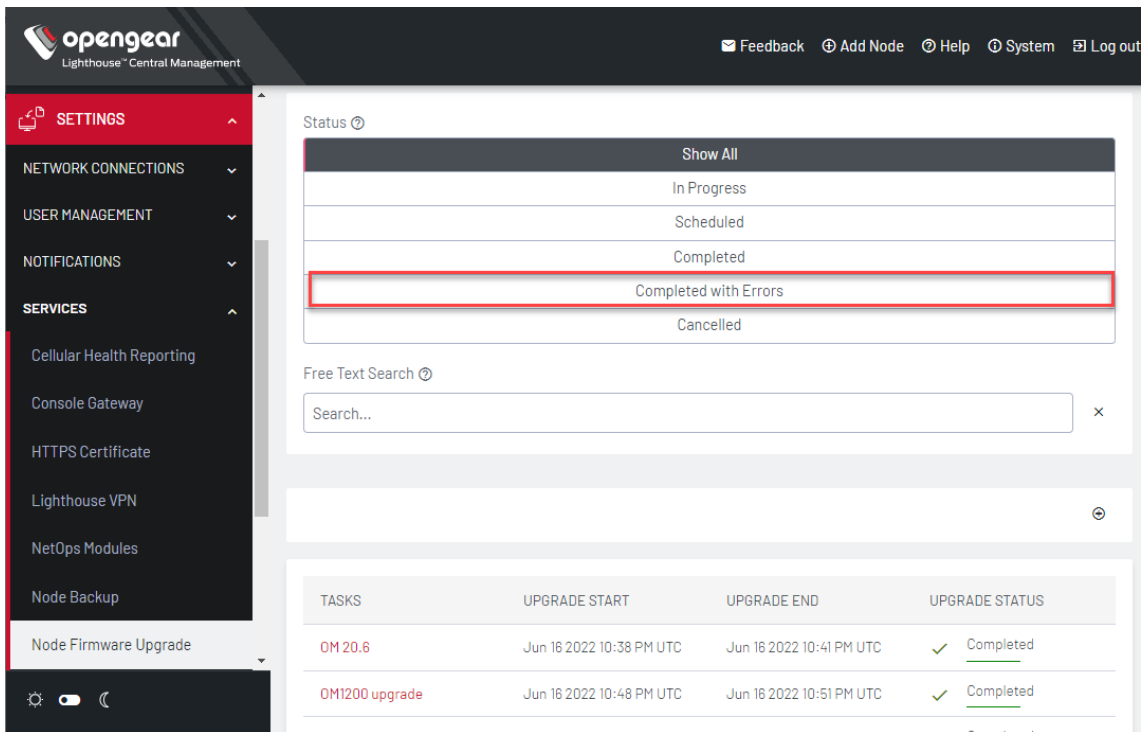 opengear
Lighthouse™ Central Management
Feedback Add Node Help System Log out
SETTINGS
NETWORK CONNECTIONS
USER MANAGEMENT
NOTIFICATIONS
SERVICES
Cellular Health Reporting
Console Gateway
HTTPS Certificate
Lighthouse VPN
NetOps Modules
Node Backup
Node Firmware Upgrade
Status
Show All
In Progress
Scheduled
Completed
Completed with Errors
Cancelled
Free Text Search
Search...
TASKS UPGRADE START UPGRADE END UPGRADE STATUS
OM 20.6 Jun 16 2022 10:38 PM UTC Jun 16 2022 10:41 PM UTC Completed
OM1200 upgrade Jun 16 2022 10:48 PM UTC Jun 16 2022 10:51 PM UTC Completed